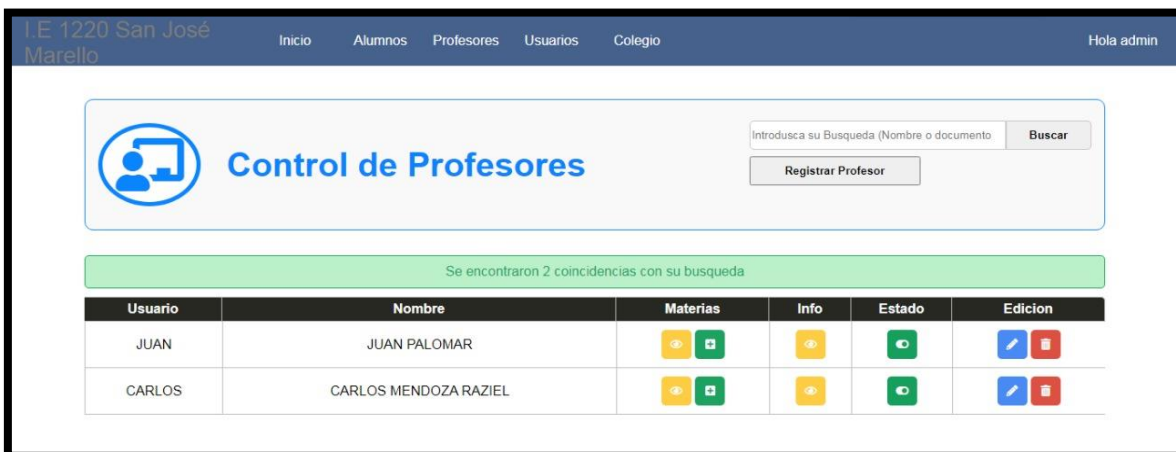 I.E 1220 San José
Marello
Inicio Alumnos Profesores Usuarios Colegio Hola admin
Control de Profesores
Introdusca su Busqueda (Nombre o documento Buscar
Registrar Profesor
Se encontraron 2 coincidencias con su busqueda
Usuario Nombre Materias Info Estado Edicion
JUAN JUAN PALOMAR
CARLOS CARLOS MENDOZA RAZIEL